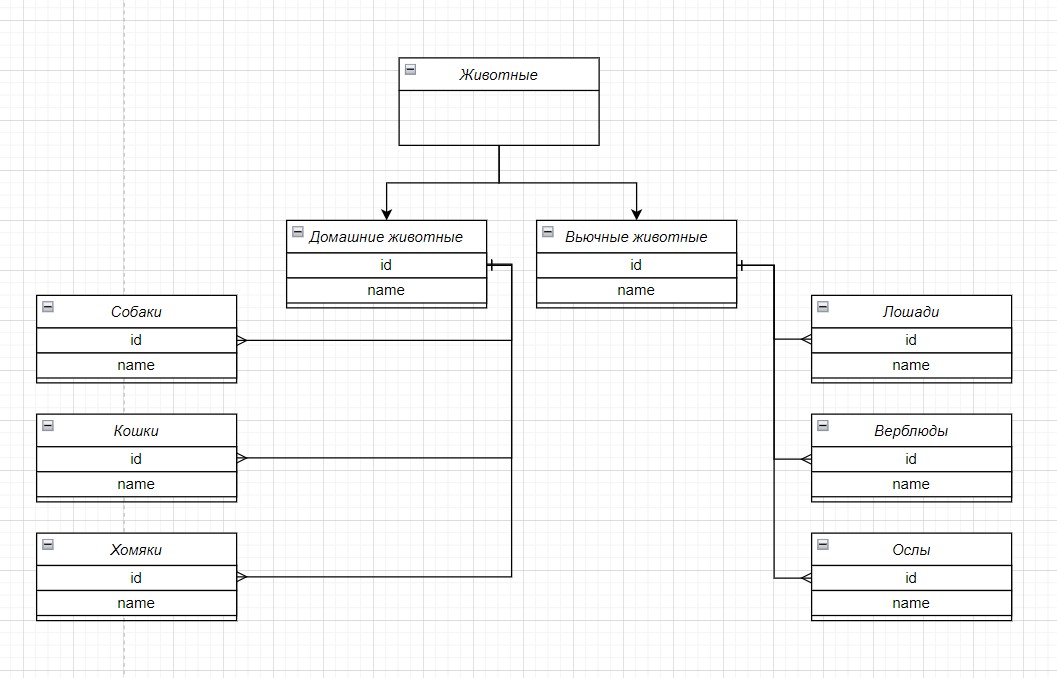 Животные
Домашние животные
id
name
Вьючные животные
id
name
Собаки
id
name
Кошки
id
name
Хомяки
id
name
Лошади
id
name
Верблюды
id
name
Ослы
id
name